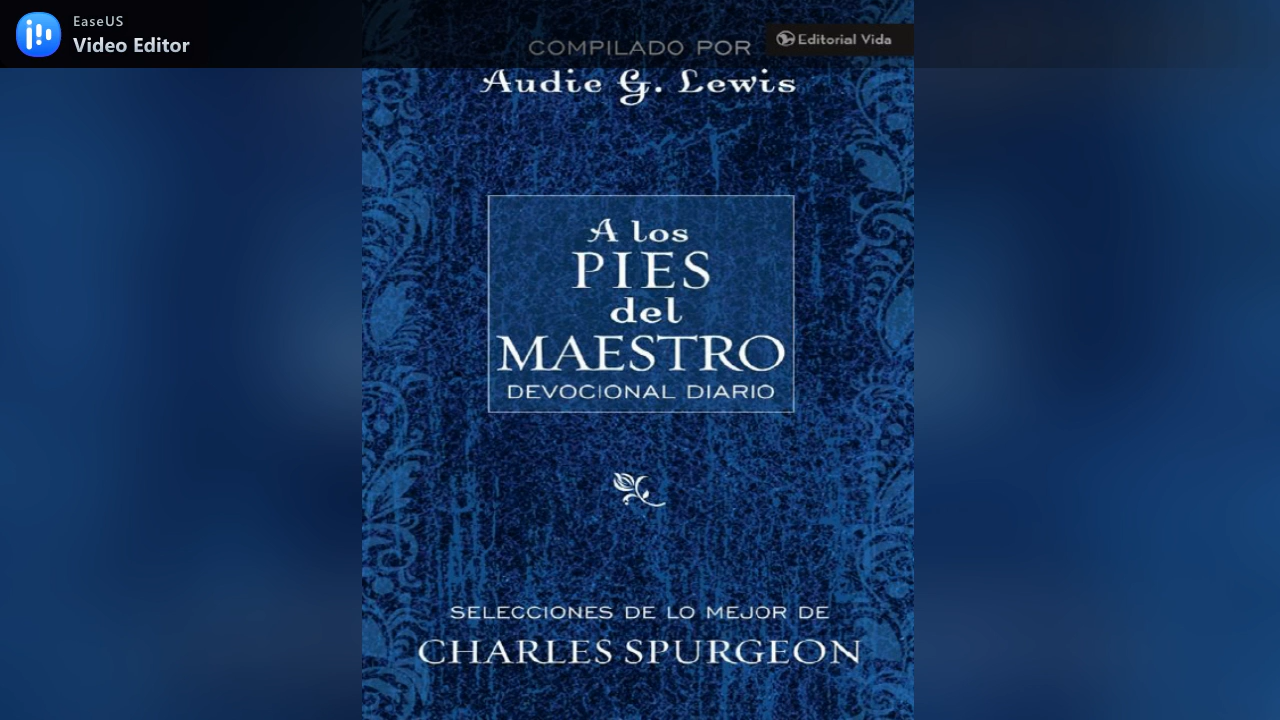 EaseUS
Video Editor
COMPILADO POR
Editorial Vida
Audie G. Lewis
A los
PIES
del
MAESTRO
DEVOCIONAL DIARIO
SELECCIONES DE LO MEJOR DE
CHARLES SPURGEON